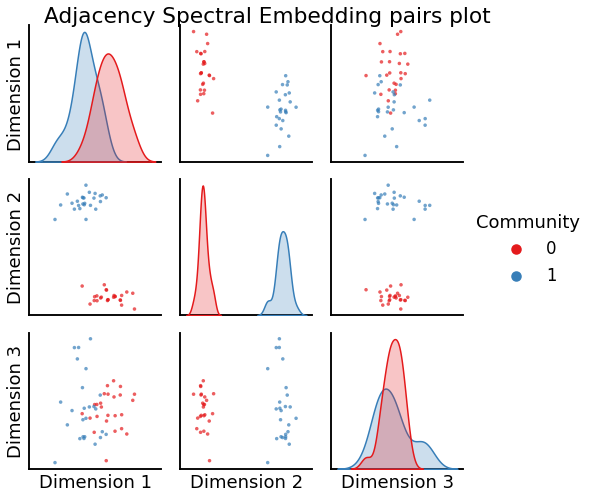 Adjacency Spectral Embedding pairs plot
Dimension 1
Dimension 2
Dimension 3
Community
0
1
Dimension 1
Dimension 2
Dimension 3